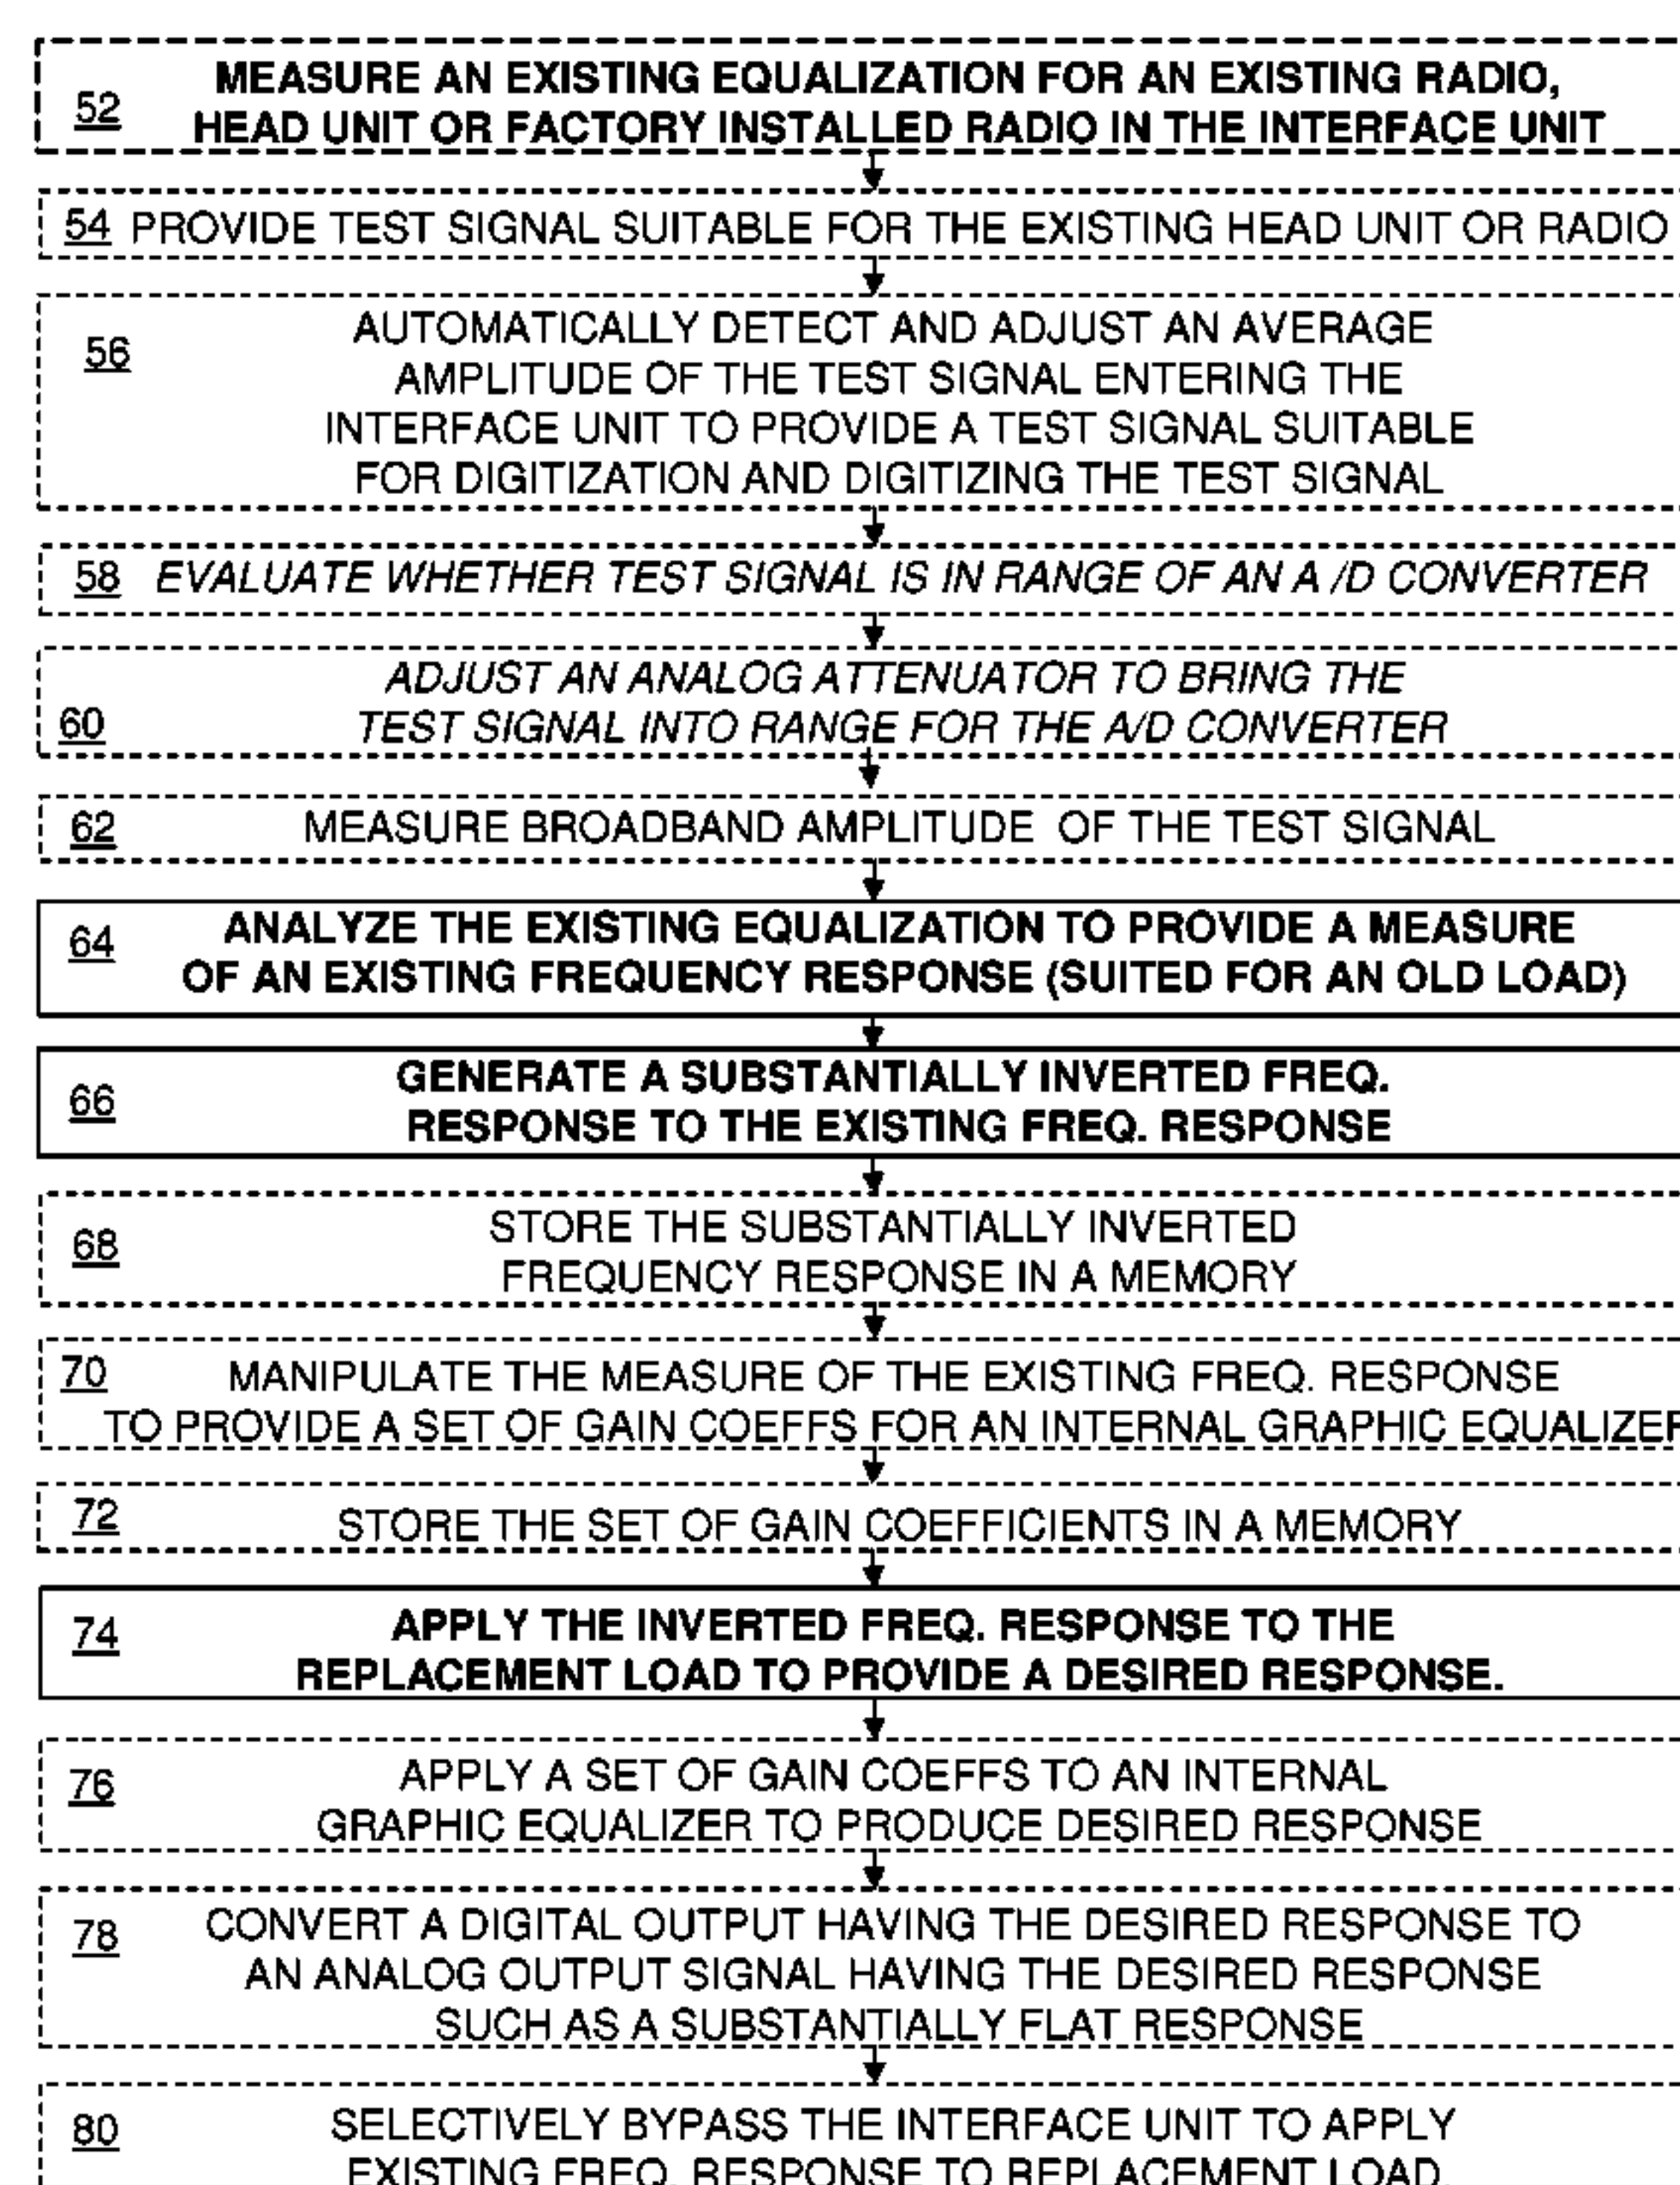 52 MEASURE AN EXISTING EQUALIZATION FOR AN EXISTING RADIO,
HEAD UNIT OR FACTORY INSTALLED RADIO IN THE INTERFACE UNIT
54 PROVIDE TEST SIGNAL SUITABLE FOR THE EXISTING HEAD UNIT OR RADIO
56 AUTOMATICALLY DETECT AND ADJUST AN AVERAGE
AMPLITUDE OF THE TEST SIGNAL ENTERING THE
INTERFACE UNIT TO PROVIDE A TEST SIGNAL SUITABLE
FOR DIGITIZATION AND DIGITIZING THE TEST SIGNAL
58 EVALUATE WHETHER TEST SIGNAL IS IN RANGE OF AN A /D CONVERTER
ADJUST AN ANALOG ATTENUATOR TO BRING THE
60 TEST SIGNAL INTO RANGE FOR THE A/D CONVERTER
62 MEASURE BROADBAND AMPLITUDE OF THE TEST SIGNAL
64 ANALYZE THE EXISTING EQUALIZATION TO PROVIDE A MEASURE
OF AN EXISTING FREQUENCY RESPONSE (SUITED FOR AN OLD LOAD)
66 GENERATE A SUBSTANTIALLY INVERTED FREQ.
RESPONSE TO THE EXISTING FREQ. RESPONSE
68 STORE THE SUBSTANTIALLY INVERTED
FREQUENCY RESPONSE IN A MEMORY
70 MANIPULATE THE MEASURE OF THE EXISTING FREQ. RESPONSE
TO PROVIDE A SET OF GAIN COEFFS FOR AN INTERNAL GRAPHIC EQUALIZER
72 STORE THE SET OF GAIN COEFFICIENTS IN A MEMORY
74 APPLY THE INVERTED FREQ. RESPONSE TO THE
REPLACEMENT LOAD TO PROVIDE A DESIRED RESPONSE.
76 APPLY A SET OF GAIN COEFFS TO AN INTERNAL
GRAPHIC EQUALIZER TO PRODUCE DESIRED RESPONSE
78 CONVERT A DIGITAL OUTPUT HAVING THE DESIRED RESPONSE TO
AN ANALOG OUTPUT SIGNAL HAVING THE DESIRED RESPONSE
SUCH AS A SUBSTANTIALLY FLAT RESPONSE
80 SELECTIVELY BYPASS THE INTERFACE UNIT TO APPLY
EXISTING FREQ. RESPONSE TO REPLACEMENT LOAD.